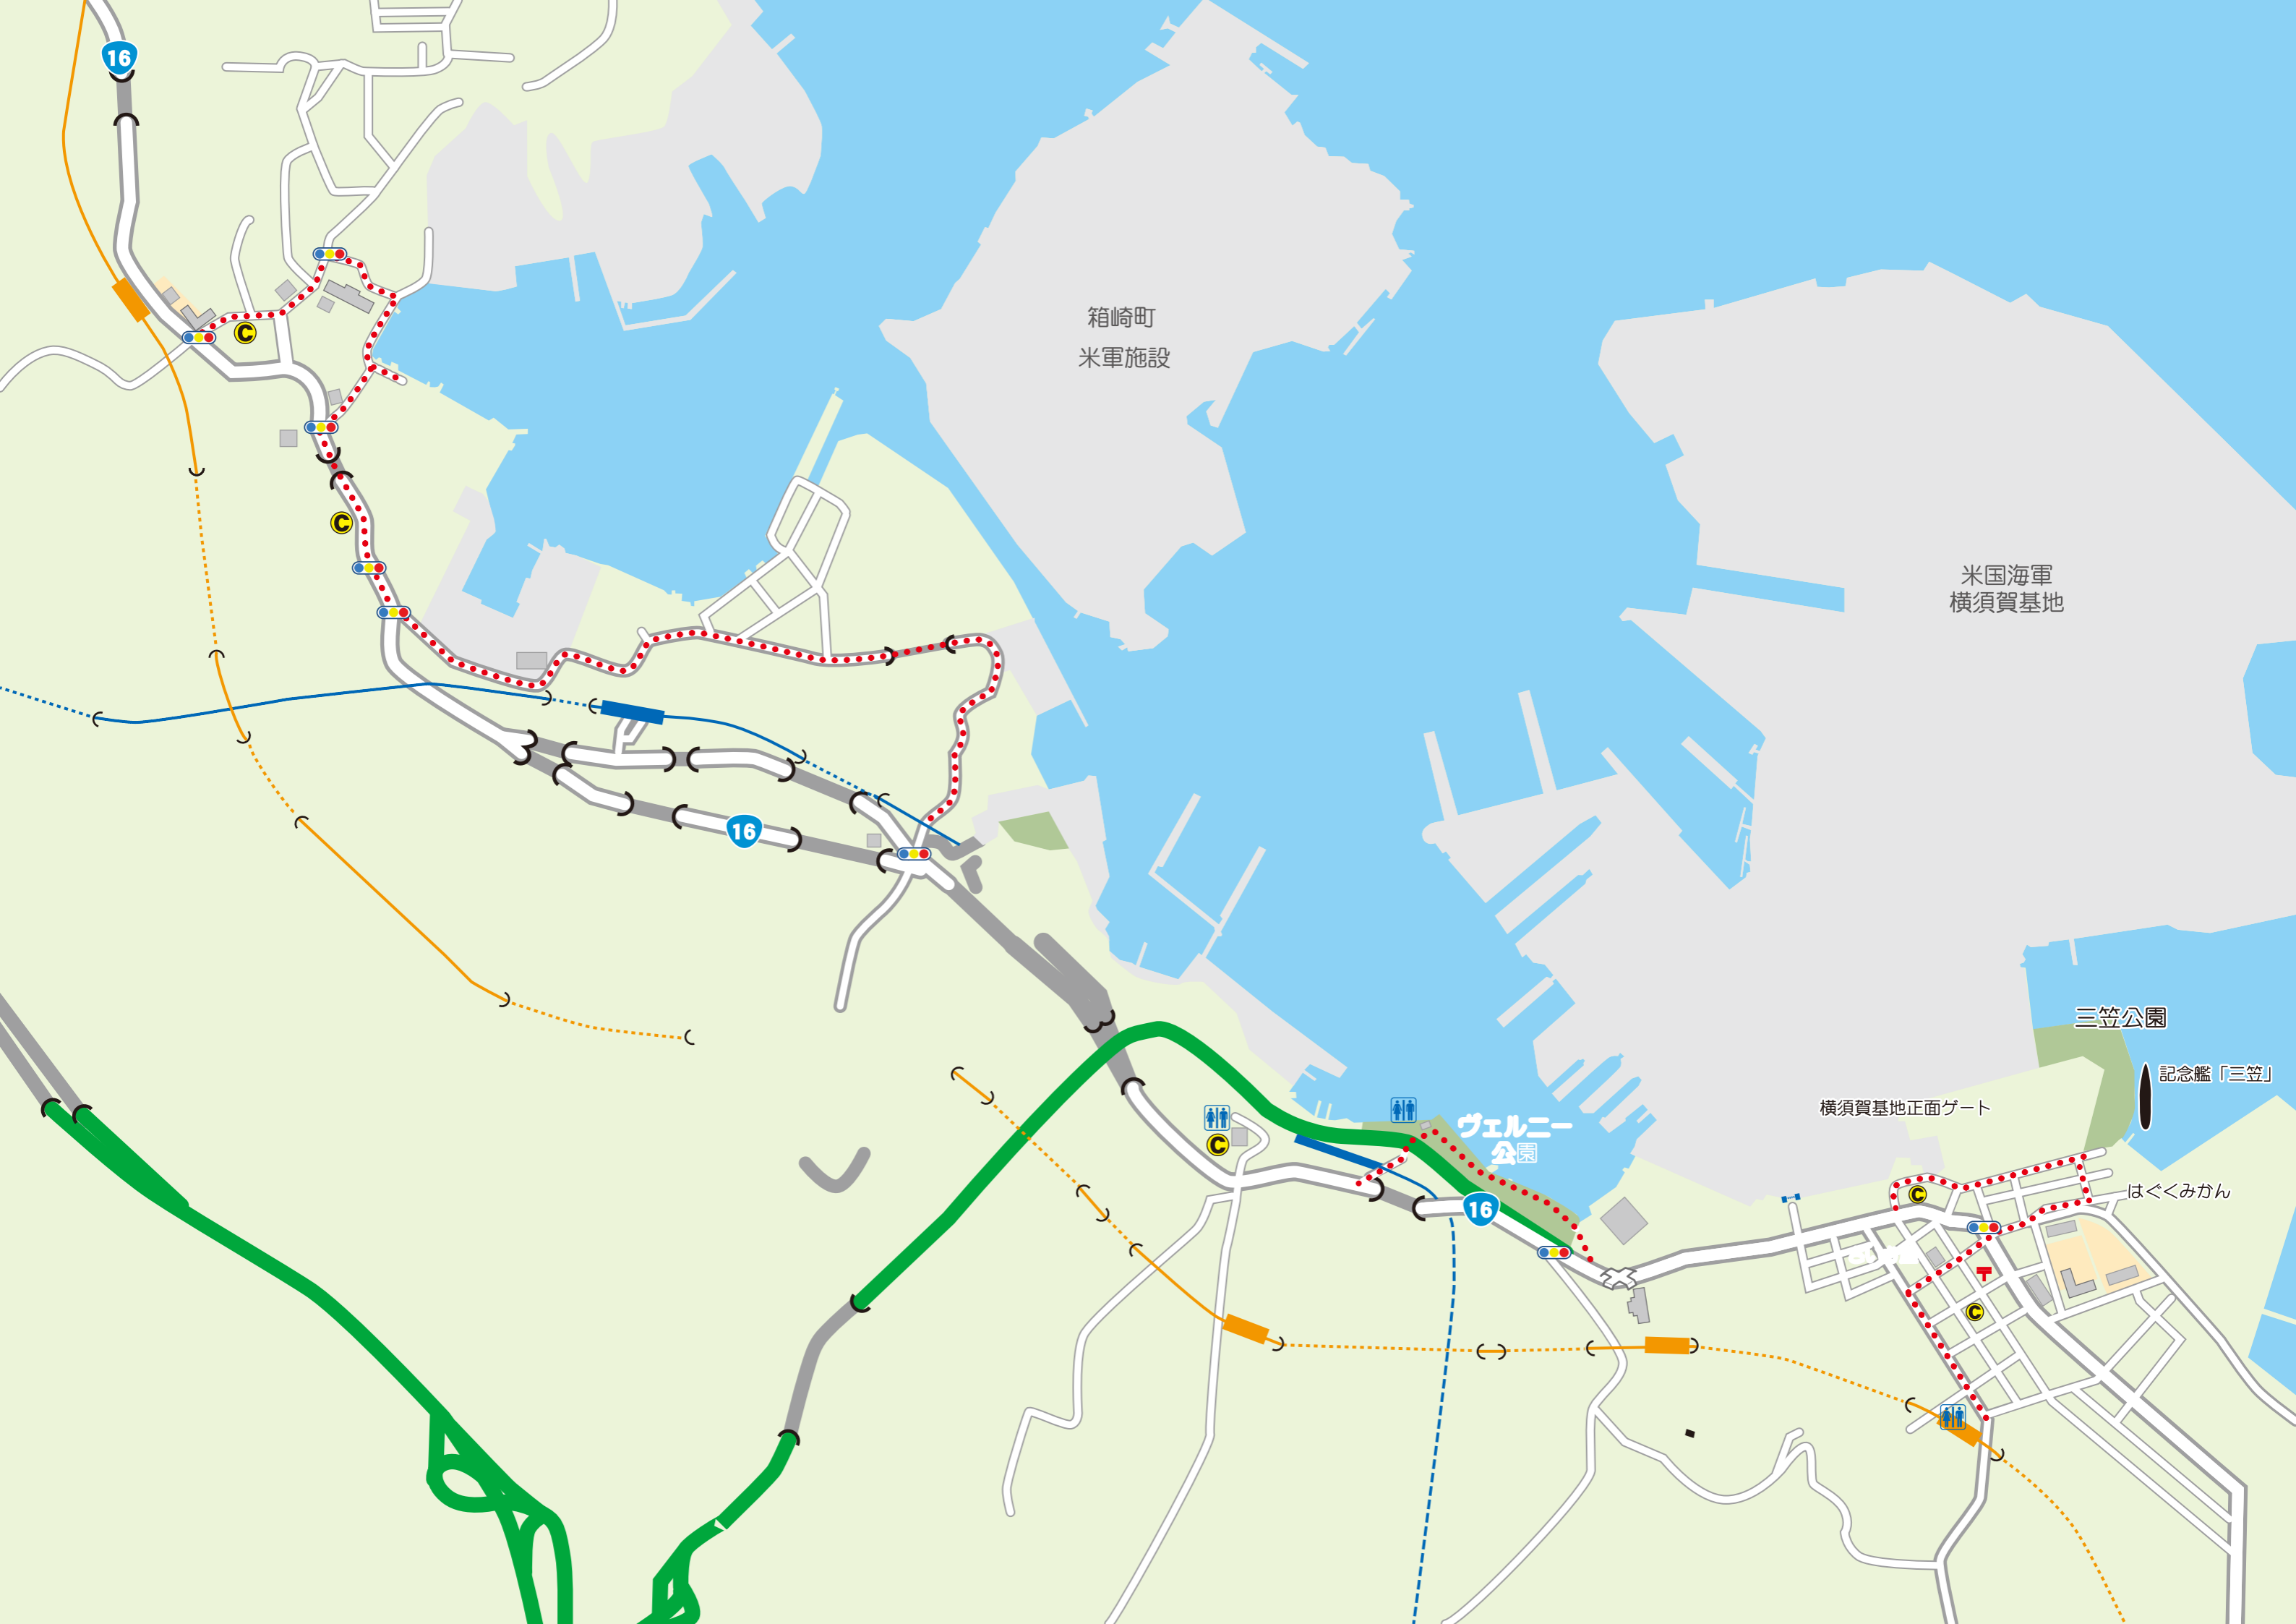 16
C
箱崎町
米軍施設
C
米国海軍
横須賀基地
16
三笠公園
記念艦「三笠」
横須賀基地正面ゲート
ヴェルニー
公園
C
はぐくみかん
C
16
〒
C